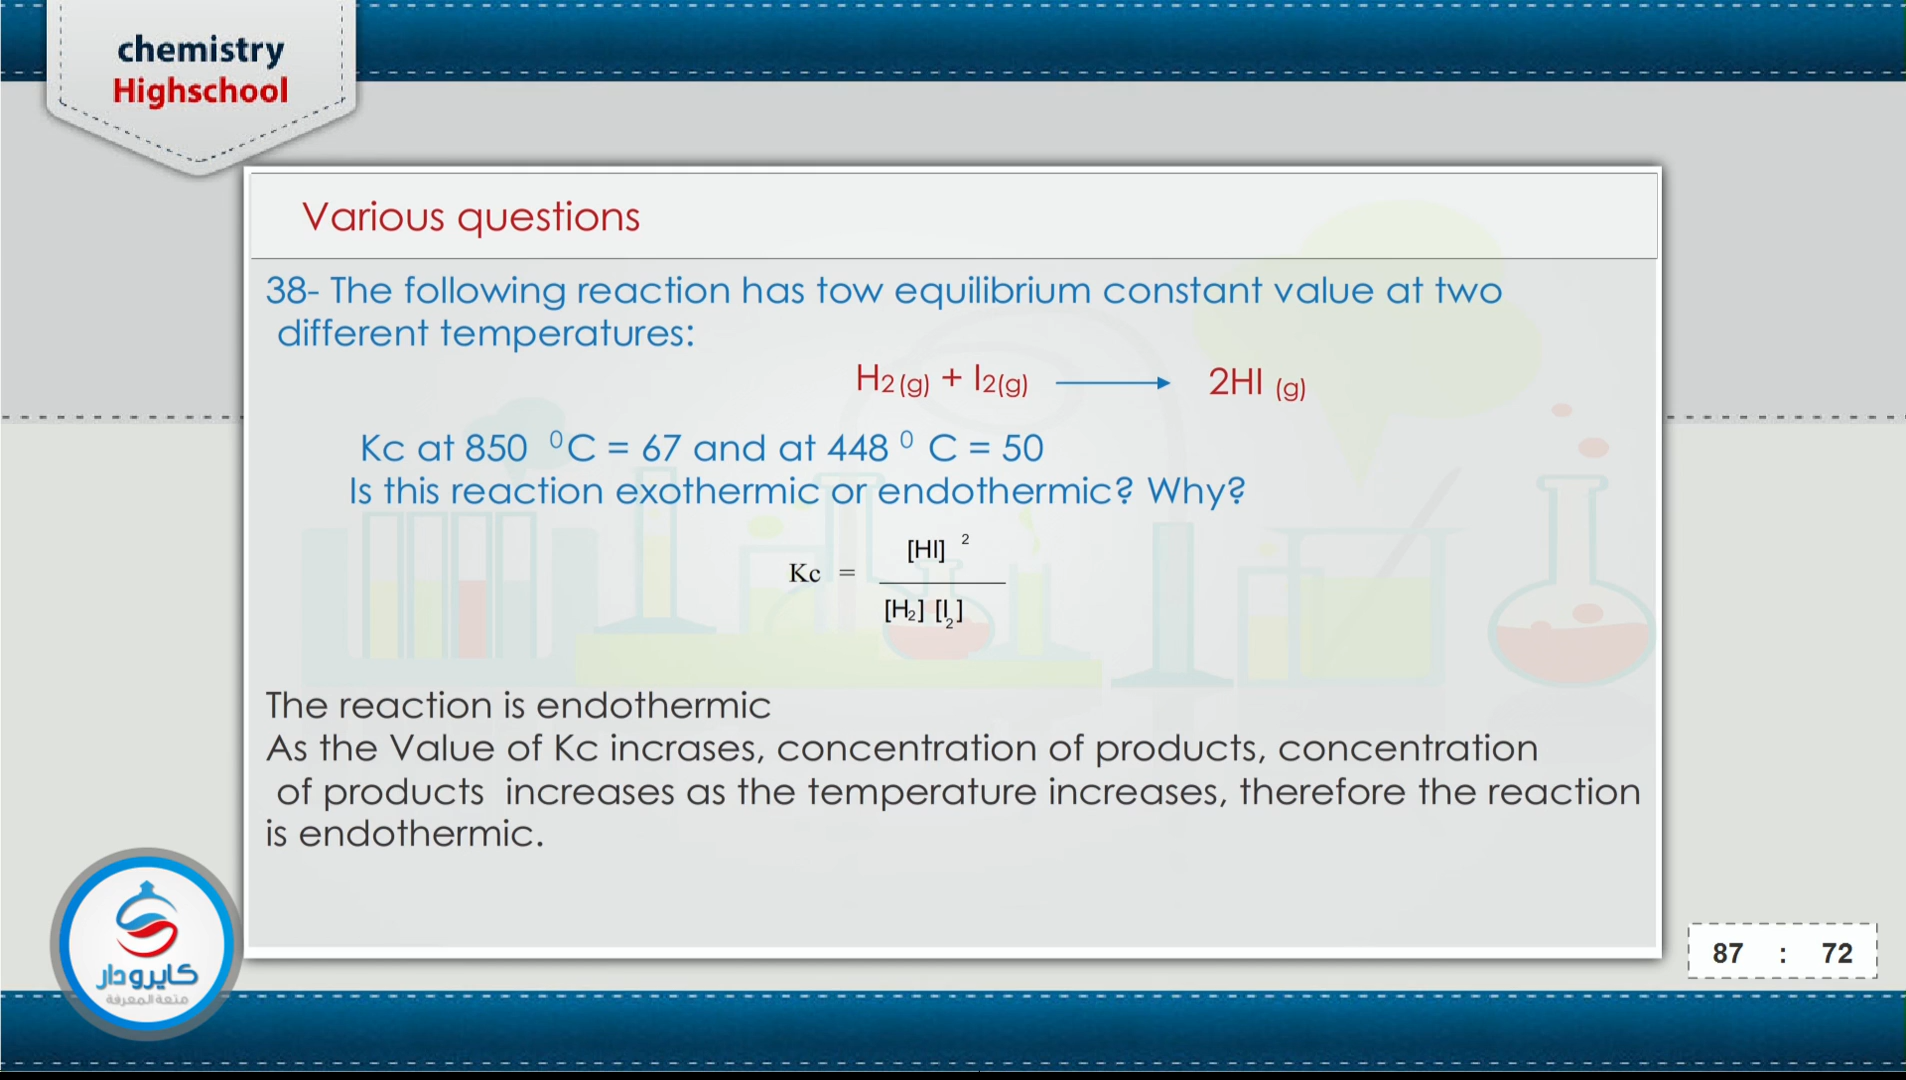 chemistry
Highschool
Various questions
38- The following reaction has tow equilibrium constant value at two
different temperatures:
H2(g) + I2(g) ⟶ 2HI (g)
Kc at 850 ⁰C = 67 and at 448 ⁰ C = 50
Is this reaction exothermic or endothermic? Why?
[HI] ²
Kc =
[H₂] [I₂]
The reaction is endothermic
As the Value of Kc incrases, concentration of products, concentration
of products increases as the temperature increases, therefore the reaction
is endothermic.
كايرودار
متعة المعرفة
87 : 72